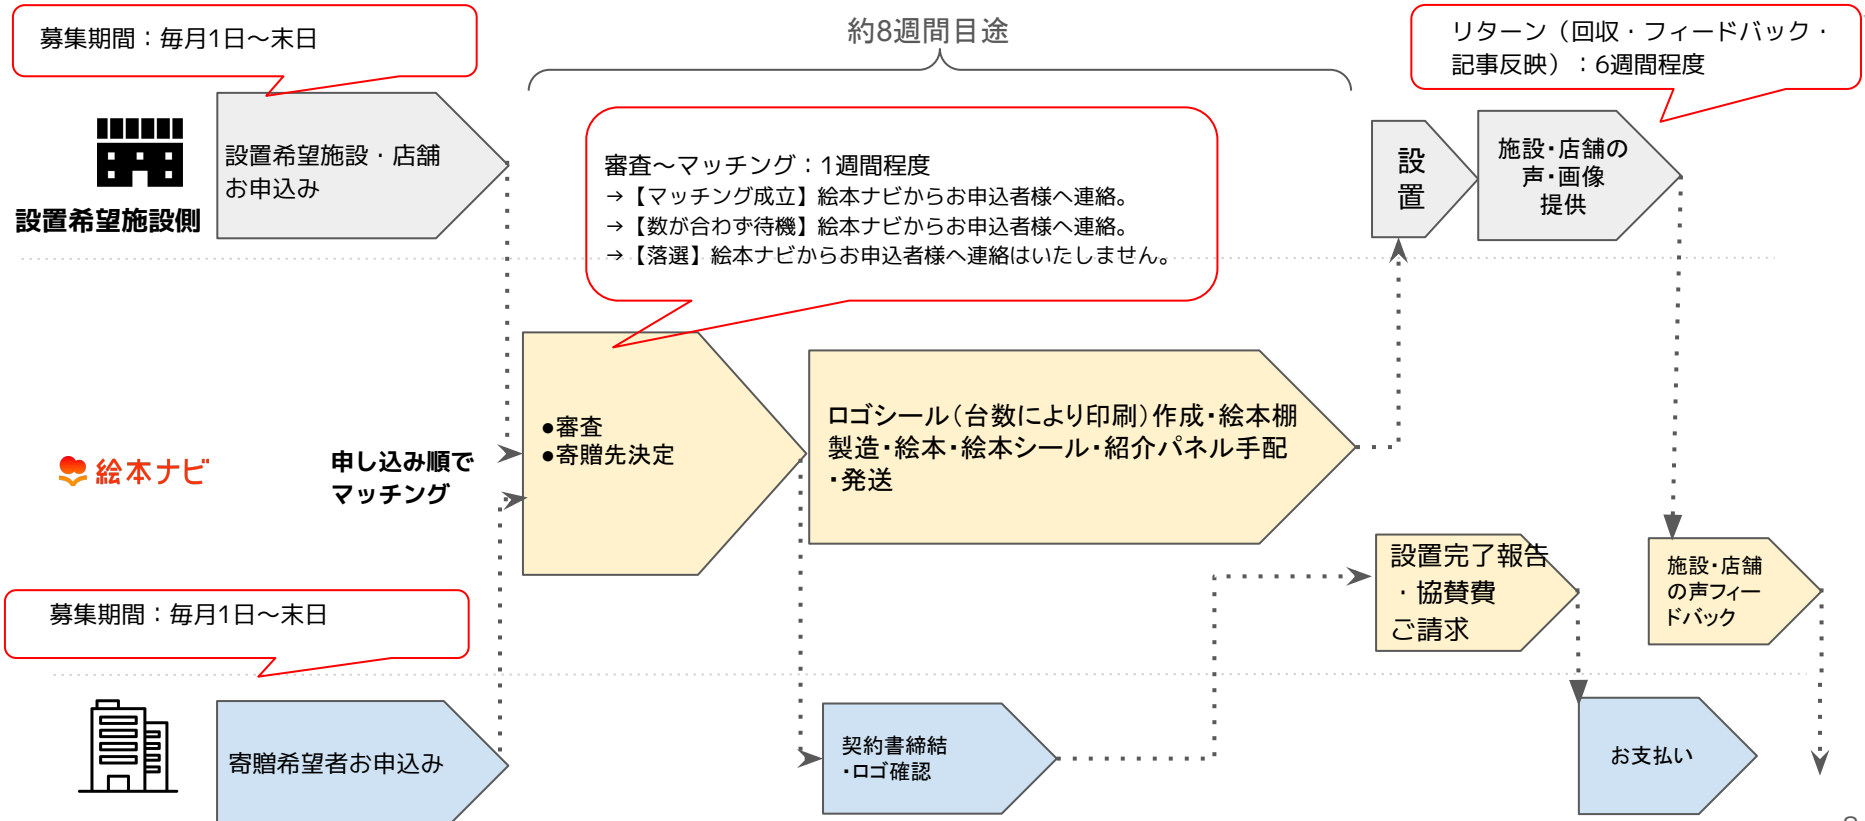 募集期間：毎月1日～末日
約8週間目途
リターン（回収・フィードバック・
記事反映）：6週間程度
設置希望施設・店舗
お申込み
設置希望施設側
審査～マッチング：1週間程度
→【マッチング成立】絵本ナビからお申込者様へ連絡。
→【数が合わず待機】絵本ナビからお申込者様へ連絡。
→【落選】絵本ナビからお申込者様へ連絡はいたしません。
設
置
施設・店舗の
声・画像
提供
絵本ナビ
申し込み順で
マッチング
●審査
●寄贈先決定
ロゴシール（台数により印刷）作成・絵本棚
製造・絵本・絵本シール・紹介パネル手配
・発送
設置完了報告
・協賛費
ご請求
施設・店舗
の声フィー
ドバック
募集期間：毎月1日～末日
寄贈希望者お申込み
契約書締結
・ロゴ確認
お支払い